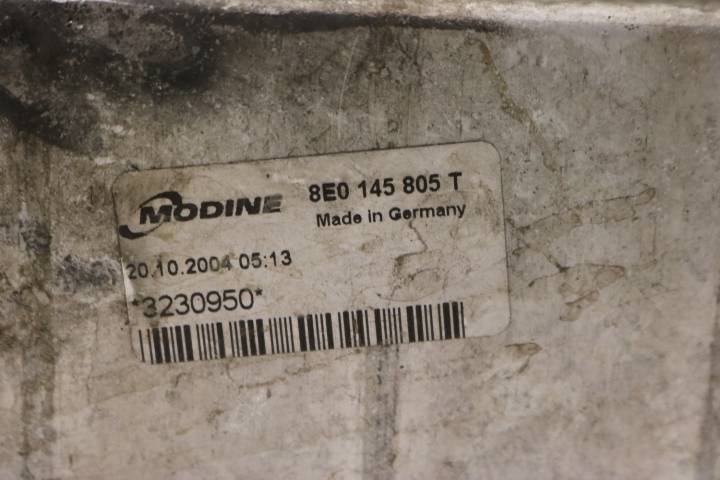 MODINE 8E0 145 805 T
Made in Germany
20.10.2004 05:13
*3230950*